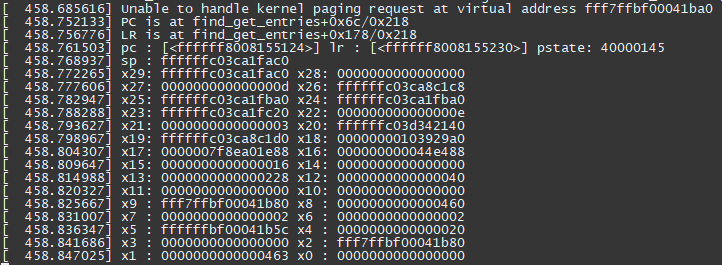 [  458.685616] Unable to handle kernel paging request at virtual address fff7ffbf00041ba0
[  458.752133] PC is at find_get_entries+0x6c/0x218
[  458.756776] LR is at find_get_entries+0x178/0x218
[  458.761503] pc : [<ffffff8008155124>] lr : [<ffffff8008155230>] pstate: 40000145
[  458.768937] sp : ffffffc03ca1fac0
[  458.772265] x29: ffffffc03ca1fac0 x28: 0000000000000000
[  458.777606] x27: 000000000000000d x26: ffffffc03ca8c1c8
[  458.782947] x25: ffffffc03ca1fba0 x24: ffffffc03ca1fba0
[  458.788288] x23: ffffffc03ca1fc20 x22: 000000000000000e
[  458.793627] x21: 0000000000000003 x20: ffffffc03d342140
[  458.798967] x19: ffffffc03ca8c1d0 x18: 00000000103929a0
[  458.804307] x17: 0000007f8ea01e88 x16: 000000000044e488
[  458.809647] x15: 0000000000000016 x14: 0000000000000000
[  458.814988] x13: 0000000000000228 x12: 0000000000000040
[  458.820327] x11: 0000000000000000 x10: 0000000000000000
[  458.825667] x9 : fff7ffbf00041b80 x8 : 0000000000000460
[  458.831007] x7 : 0000000000000002 x6 : 0000000000000002
[  458.836347] x5 : ffffffbf00041b5c x4 : 0000000000000020
[  458.841686] x3 : 0000000000000000 x2 : fff7ffbf00041b80
[  458.847025] x1 : 0000000000000463 x0 : 0000000000000000